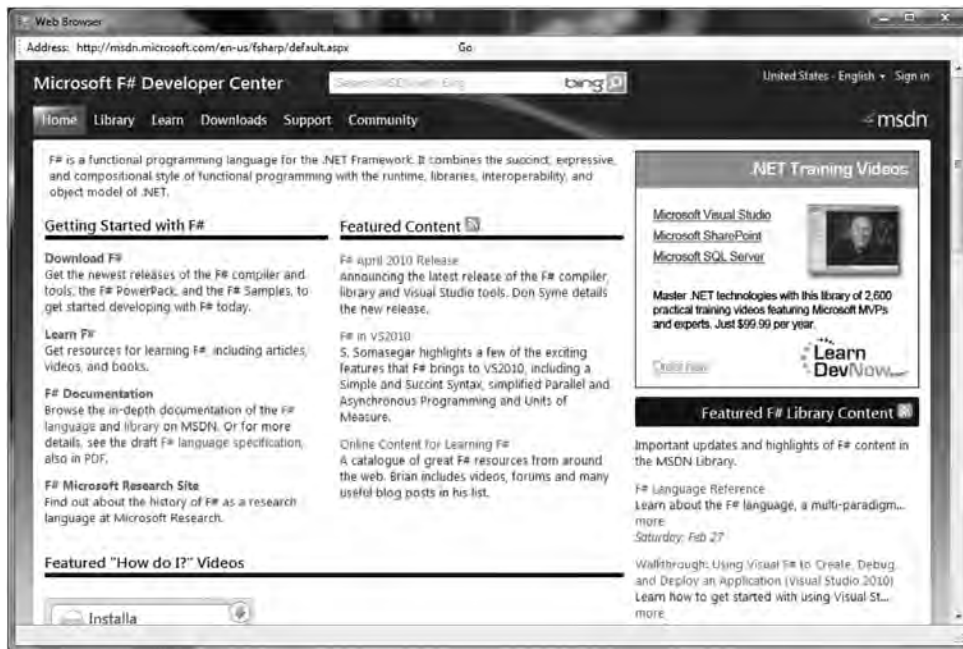 Web Browser
Address: http://msdn.microsoft.com/en-us/fsharp/default.aspx Go
Microsoft F# Developer Center
Search MSDN with Bing
bing
United States - English Sign in
Home Library Learn Downloads Support Community
msdn
F# is a functional programming language for the .NET Framework. It combines the succinct, expressive,
and compositional style of functional programming with the runtime, libraries, interoperability, and
object model of .NET.
Getting Started with F#
Download F#
Get the newest releases of the F# compiler and
tools, the F# PowerPack, and the F# Samples, to
get started developing with F# today.
Learn F#
Get resources for learning F#, including articles,
videos, and books.
F# Documentation
Browse the in-depth documentation of the F#
language and library on MSDN. Or for more
details, see the draft F# language specification,
also in PDF.
F# Microsoft Research Site
Find out about the history of F# as a research
language at Microsoft Research.
Featured Content
F# April 2010 Release
Announcing the latest release of the F# compiler,
library and Visual Studio tools. Don Syme details
the new release.
F# in VS2010
S. Somasegar highlights a few of the exciting
features that F# brings to VS2010, including a
Simple and Succint Syntax, simplified Parallel and
Asynchronous Programming and Units of
Measure.
Online Content for Learning F#
A catalogue of great F# resources from around
the web. Brian includes videos, forums and many
useful blog posts in his list.
Featured "How do I?" Videos
Installa
.NET Training Videos
Microsoft Visual Studio
Microsoft SharePoint
Microsoft SQL Server
Master .NET technologies with this library of 2,600
practical training videos featuring Microsoft MVPs
and experts. Just $99.99 per year.
Order Now
Learn
DevNow
Featured F# Library Content
Important updates and highlights of F# content in
the MSDN Library.
F# Language Reference
Learn about the F# language, a multi-paradigm...
more
Saturday, Feb 27
Walkthrough: Using Visual F# to Create, Debug,
and Deploy an Application (Visual Studio 2010)
Learn how to get started with using Visual St...
more